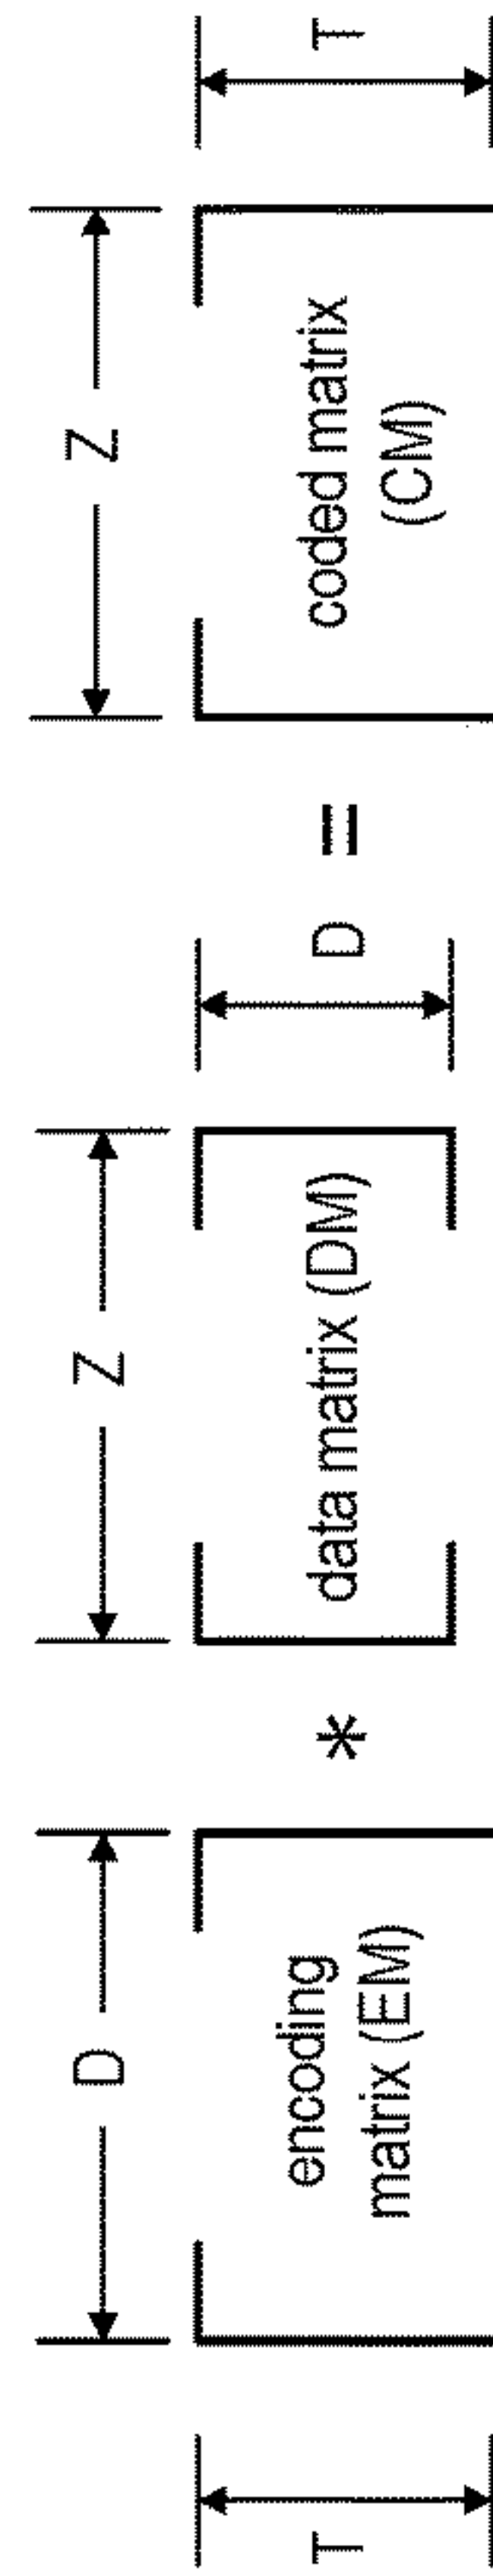 D
Z
Z
T
encoding
matrix (EM)
*
data matrix (DM)
D
=
coded matrix
(CM)
T